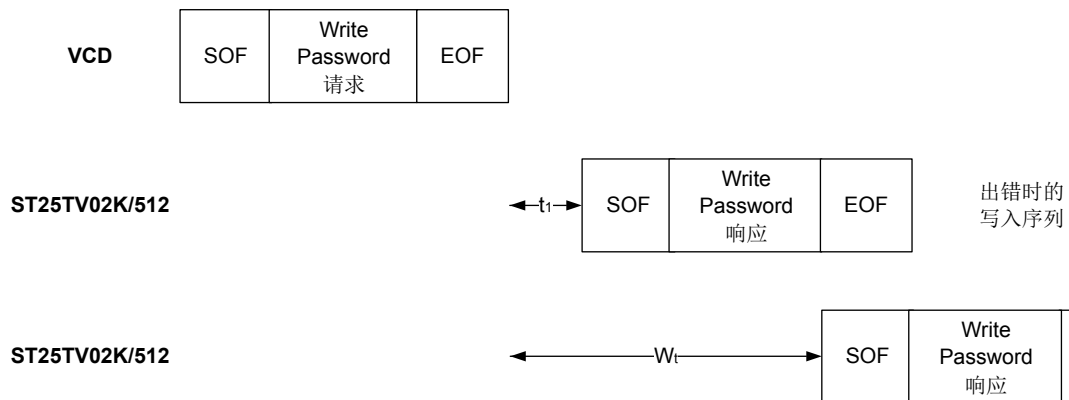 VCD
SOF
Write
Password
请求
EOF
ST25TV02K/512
t1
SOF
Write
Password
响应
EOF
出错时的
写入序列
ST25TV02K/512
Wt
SOF
Write
Password
响应